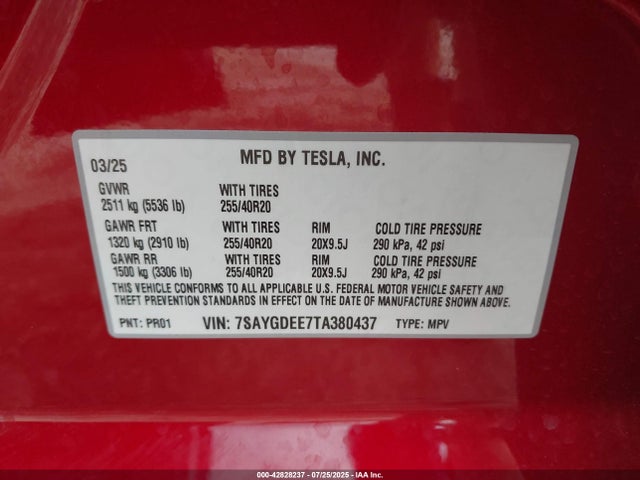 03/25 MFD BY TESLA, INC.
GVWR WITH TIRES
2511 kg (5536 lb) 255/40R20
GAWR FRT WITH TIRES RIM COLD TIRE PRESSURE
1320 kg (2910 lb) 255/40R20 20X9.5J 290 kPa, 42 psi
GAWR RR WITH TIRES RIM COLD TIRE PRESSURE
1500 kg (3306 lb) 255/40R20 20X9.5J 290 kPa, 42 psi
THIS VEHICLE CONFORMS TO ALL APPLICABLE U.S. FEDERAL MOTOR VEHICLE SAFETY AND
THEFT PREVENTION STANDARDS IN EFFECT ON THE DATE OF MANUFACTURE SHOWN ABOVE.
PNT: PR01 VIN: 7SAYGDEE7TA380437 TYPE: MPV
000-42828237 - 07/25/2025 - IAA Inc.